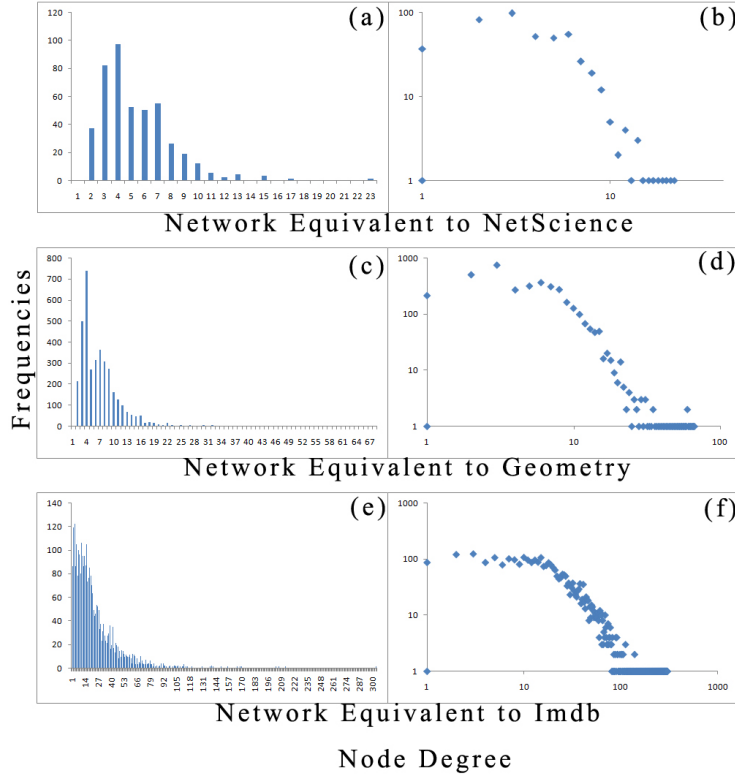 (a)
120
100
80
60
40
20
0
1 2 3 4 5 6 7 8 9 10 11 12 13 14 15 16 17 18 19 20 21 22 23
(b)
100
10
1
1 10
Network Equivalent to NetScience
Frequencies
(c)
800
700
600
500
400
300
200
100
0
1 4 7 10 13 16 19 22 25 28 31 34 37 40 43 46 49 52 55 58 61 64 67
(d)
1000
100
10
1
1 10 100
Network Equivalent to Geometry
(e)
140
120
100
80
60
40
20
0
1 14 27 40 53 66 79 92 105 118 131 144 157 170 183 196 209 222 235 248 261 274 287 300
(f)
1000
100
10
1
1 10 100 1000
Network Equivalent to Imdb
Node Degree